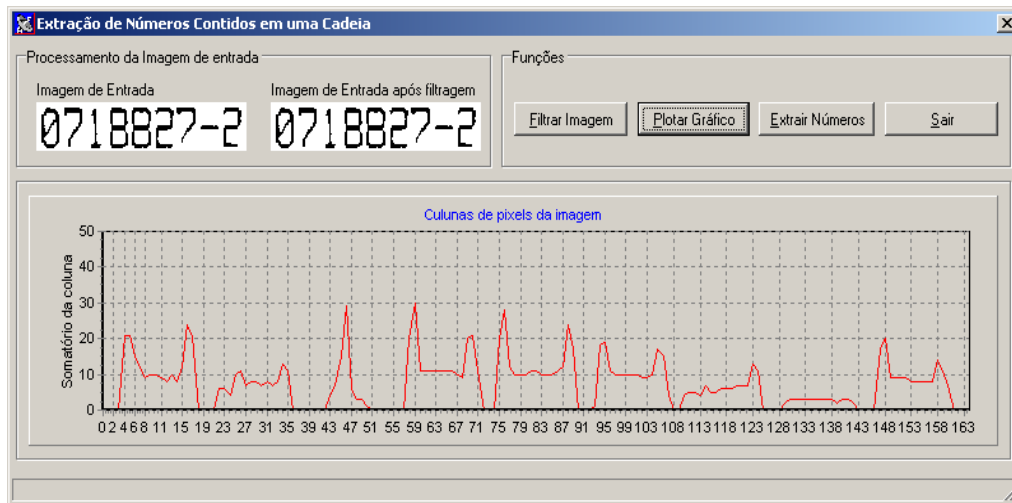 Extração de Números Contidos em uma Cadeia
Processamento da Imagem de entrada
Funções
Imagem de Entrada
Imagem de Entrada após filtragem
0718827-2
0718827-2
Filtrar Imagem
Plotar Gráfico
Extrair Números
Sair
Culunas de pixels da imagem
Somatório da coluna
50
40
30
20
10
0
0 2 4 6 8 11 15 19 23 27 31 35 39 43 47 51 55 59 63 67 71 75 79 83 87 91 95 99 103 108 113 118 123 128 133 138 143 148 153 158 163